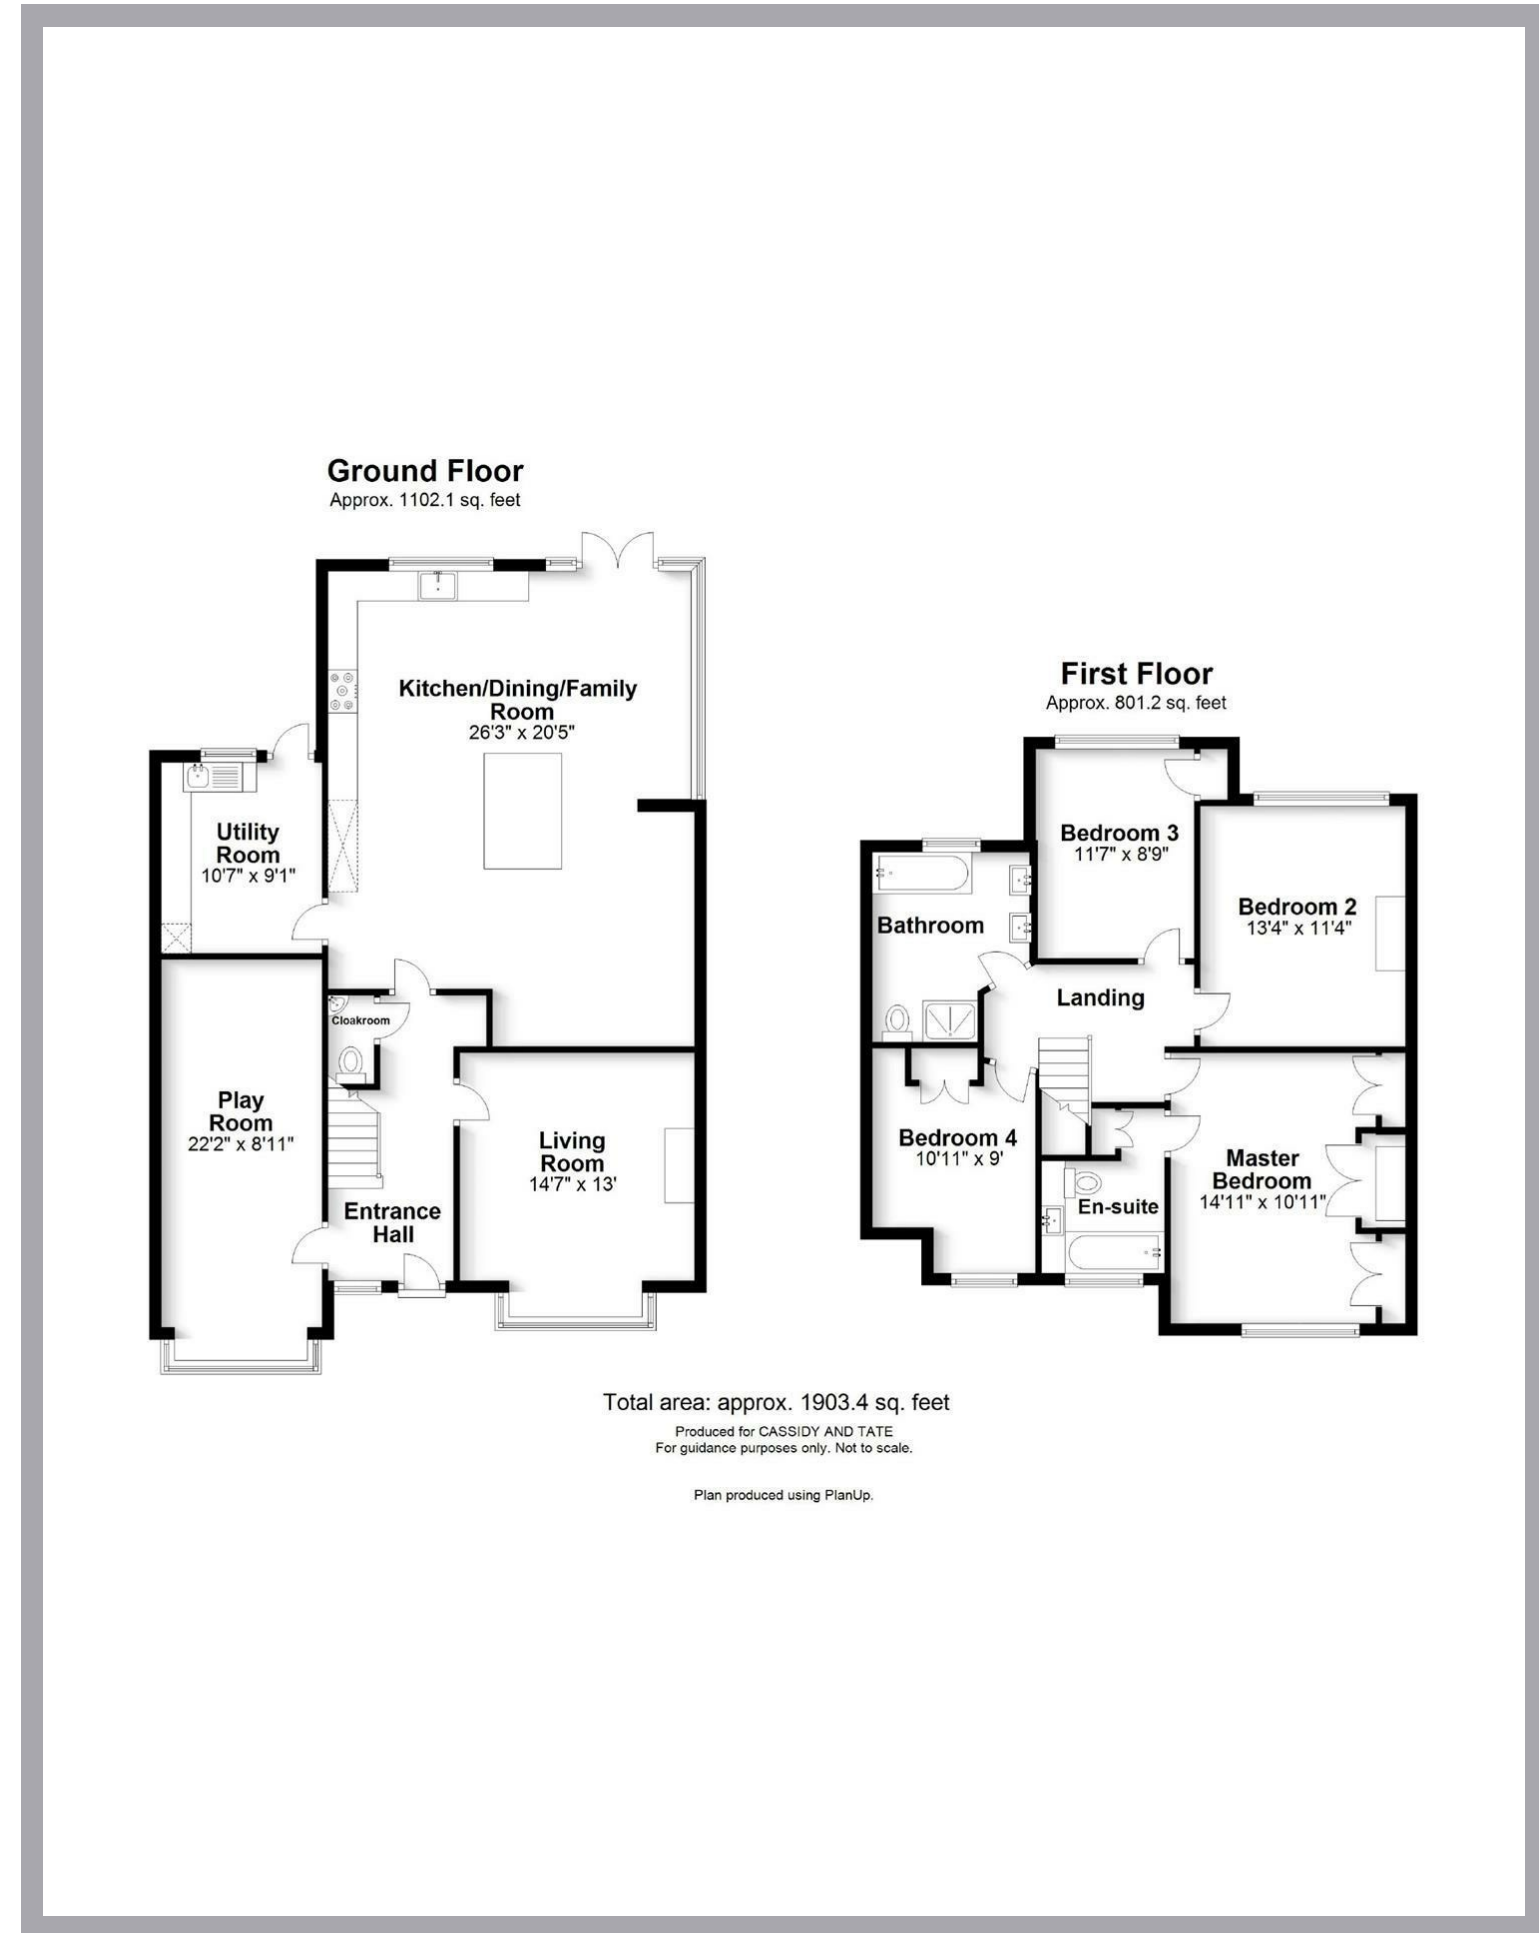 Ground Floor
Approx. 1102.1 sq. feet
Kitchen/Dining/Family
Room
26'3" x 20'5"
Utility
Room
10'7" x 9'1"
Cloakroom
Play
Room
22'2" x 8'11"
Living
Room
14'7" x 13'
Entrance
Hall
First Floor
Approx. 801.2 sq. feet
Bedroom 3
11'7" x 8'9"
Bedroom 2
13'4" x 11'4"
Bathroom
Landing
Bedroom 4
10'11" x 9'
Master
Bedroom
14'11" x 10'11"
En-suite
Total area: approx. 1903.4 sq. feet
Produced for CASSIDY AND TATE
For guidance purposes only. Not to scale.
Plan produced using PlanUp.